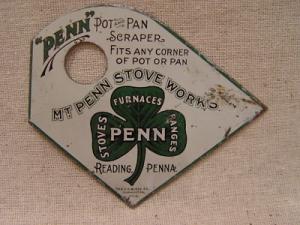 "PENN" POT AND PAN
SCRAPER
FITS ANY CORNER
OF POT OR PAN
MT. PENN STOVE WORKS
FURNACES
STOVES
PENN
RANGES
READING, PENNA.